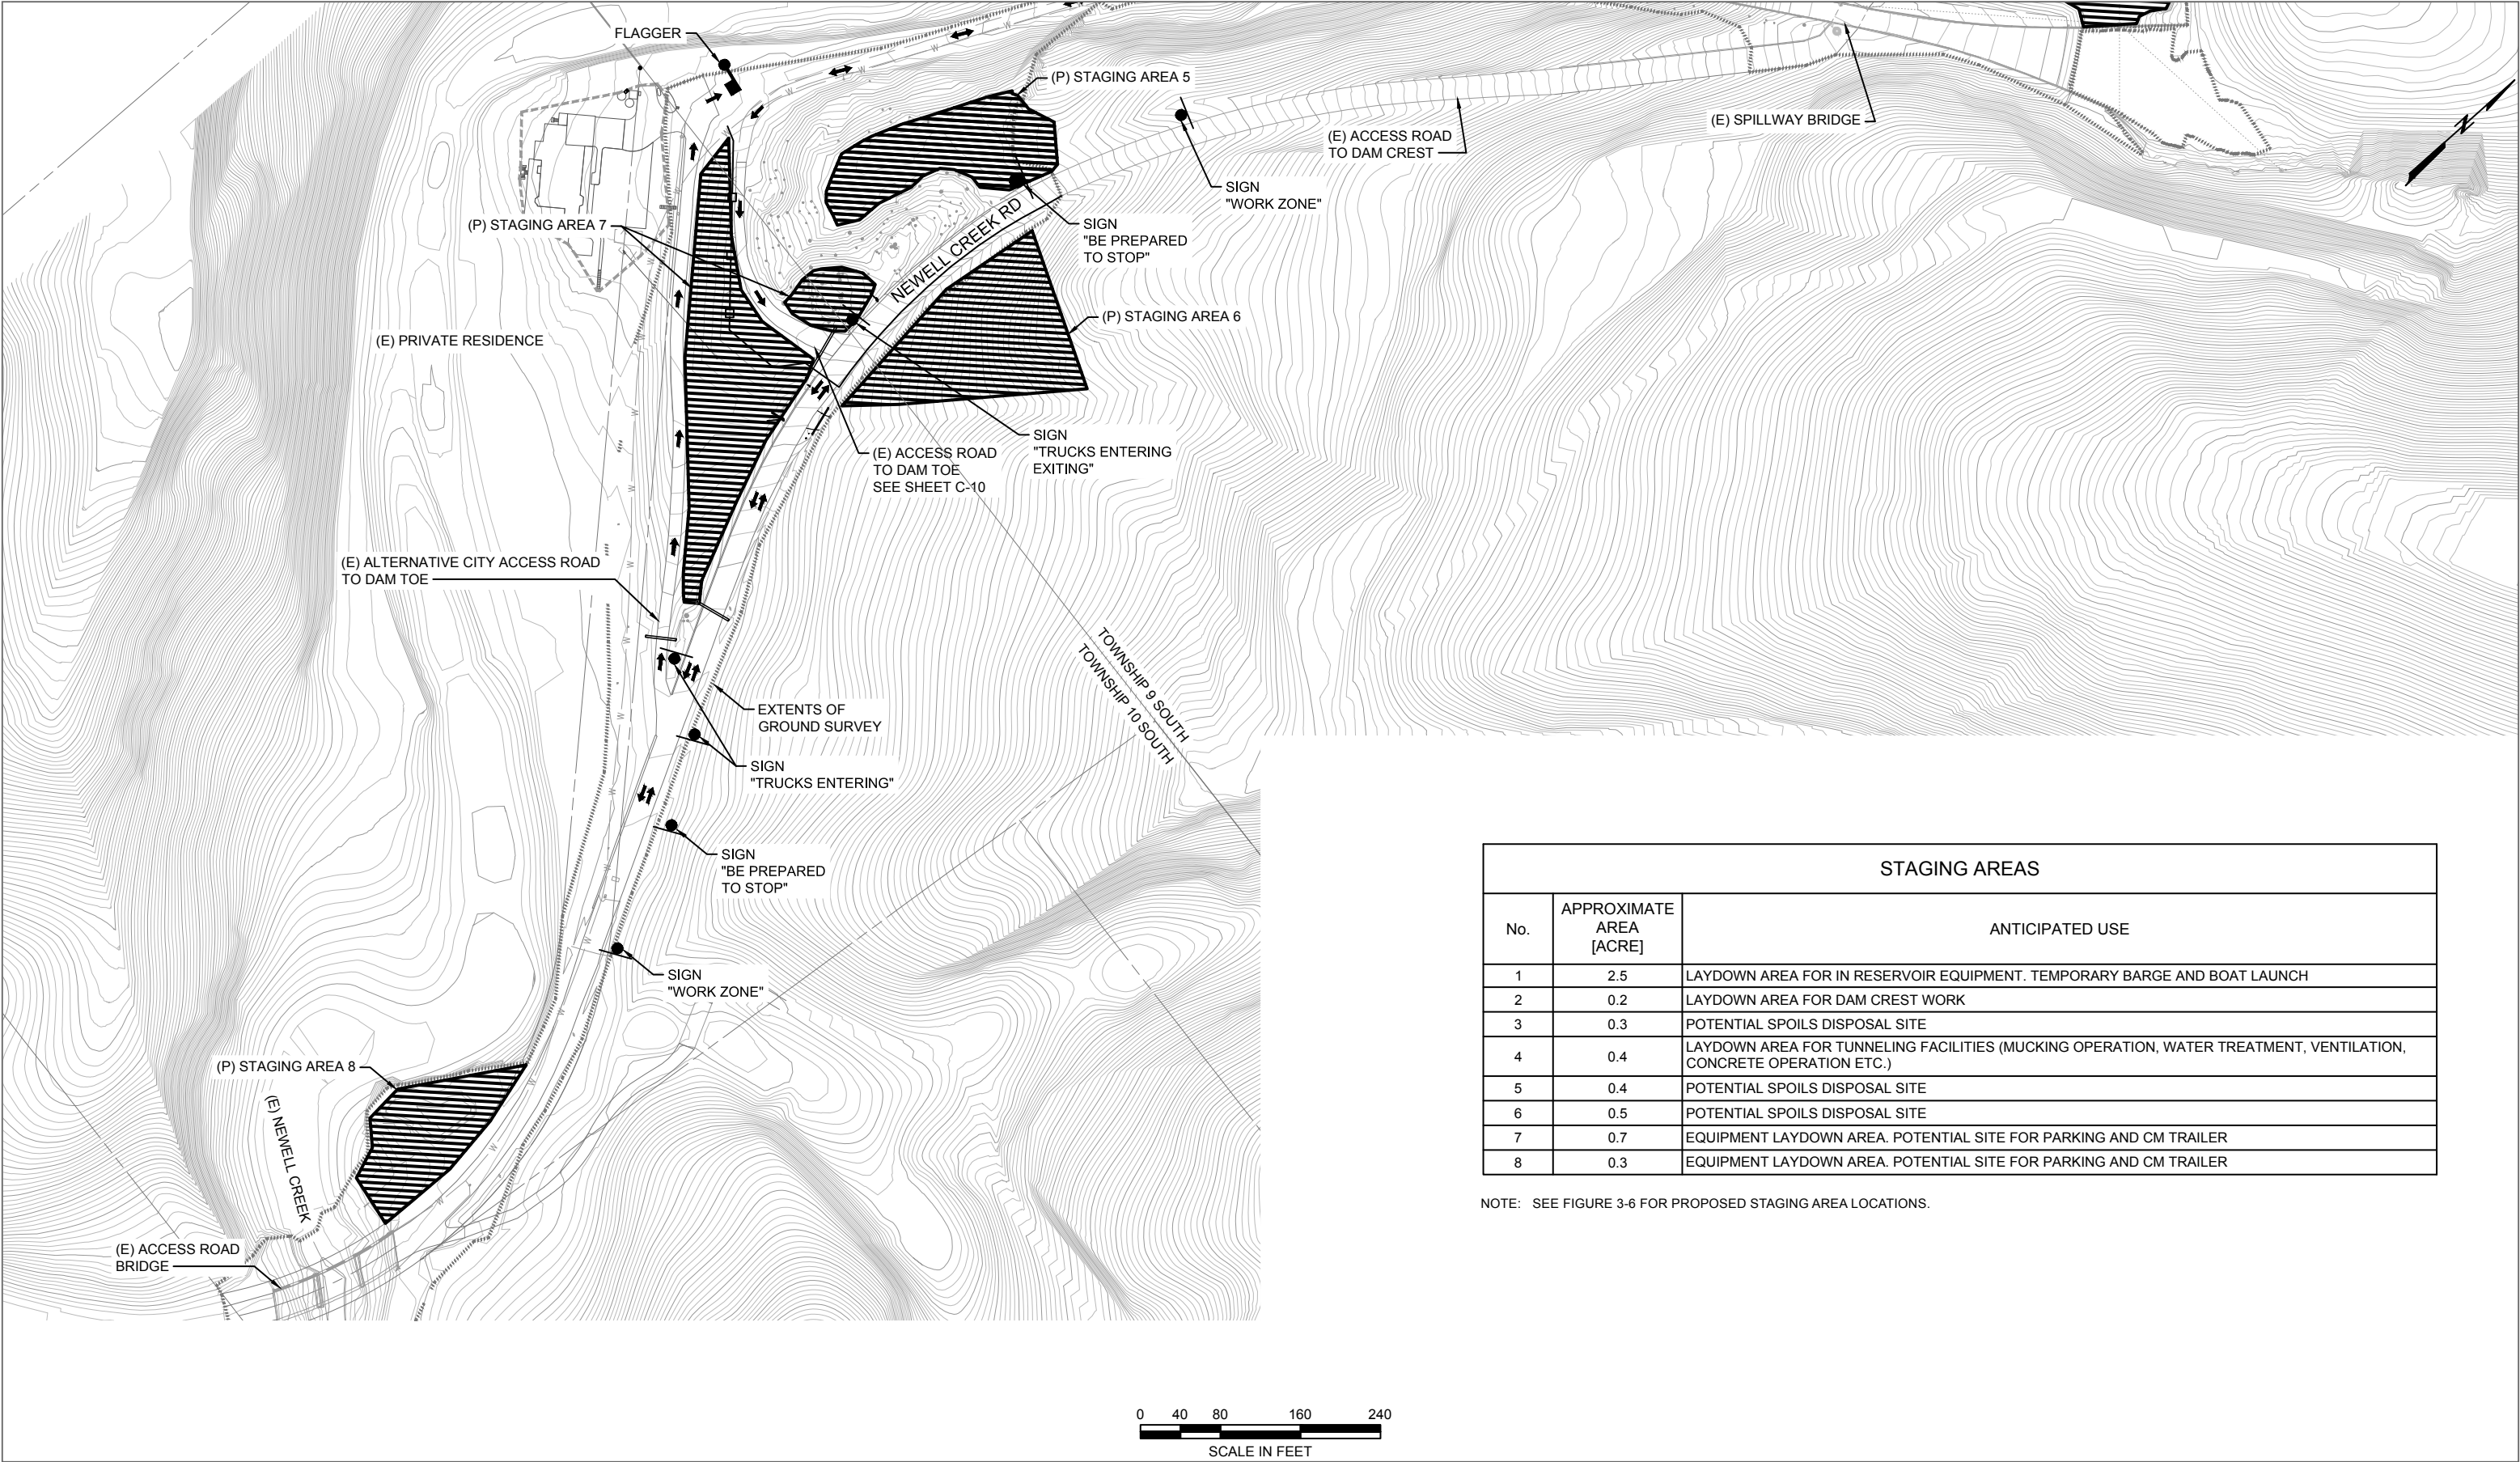 FLAGGER
(P) STAGING AREA 5
(E) ACCESS ROAD
TO DAM CREST
(E) SPILLWAY BRIDGE
N
SIGN
"WORK ZONE"
SIGN
"BE PREPARED
TO STOP"
(P) STAGING AREA 7
NEWELL CREEK RD
(P) STAGING AREA 6
(E) PRIVATE RESIDENCE
SIGN
"TRUCKS ENTERING
EXITING"
(E) ACCESS ROAD
TO DAM TOE
SEE SHEET C-10
(E) ALTERNATIVE CITY ACCESS ROAD
TO DAM TOE
TOWNSHIP 9 SOUTH
TOWNSHIP 10 SOUTH
EXTENTS OF
GROUND SURVEY
SIGN
"TRUCKS ENTERING"
SIGN
"BE PREPARED
TO STOP"
SIGN
"WORK ZONE"
(P) STAGING AREA 8
(E) NEWELL CREEK
(E) ACCESS ROAD
BRIDGE
STAGING AREAS
No.
APPROXIMATE
AREA
[ACRE]
ANTICIPATED USE
1 2.5 LAYDOWN AREA FOR IN RESERVOIR EQUIPMENT. TEMPORARY BARGE AND BOAT LAUNCH
2 0.2 LAYDOWN AREA FOR DAM CREST WORK
3 0.3 POTENTIAL SPOILS DISPOSAL SITE
4 0.4 LAYDOWN AREA FOR TUNNELING FACILITIES (MUCKING OPERATION, WATER TREATMENT, VENTILATION,
CONCRETE OPERATION ETC.)
5 0.4 POTENTIAL SPOILS DISPOSAL SITE
6 0.5 POTENTIAL SPOILS DISPOSAL SITE
7 0.7 EQUIPMENT LAYDOWN AREA. POTENTIAL SITE FOR PARKING AND CM TRAILER
8 0.3 EQUIPMENT LAYDOWN AREA. POTENTIAL SITE FOR PARKING AND CM TRAILER
NOTE: SEE FIGURE 3-6 FOR PROPOSED STAGING AREA LOCATIONS.
0 40 80 160 240
SCALE IN FEET